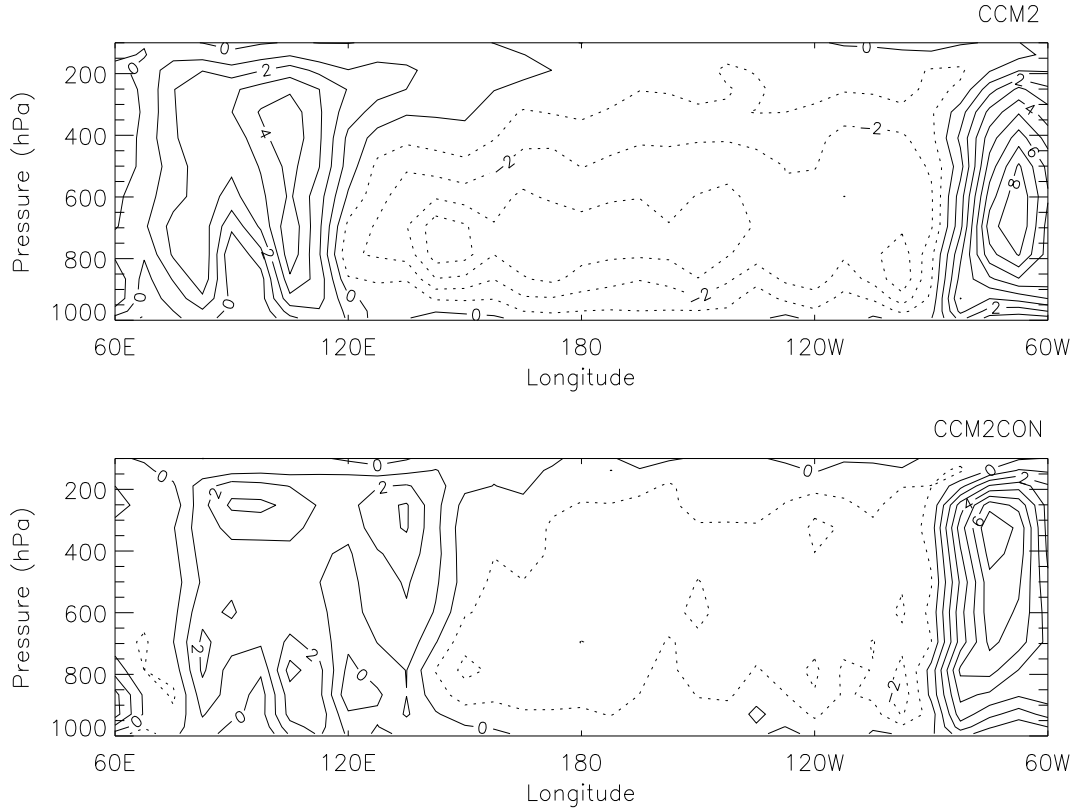 CCM2
0 0
0 2 2
200
4 4
400 -2 -2 6
Pressure (hPa)
600 8
2
800
0 0 0 -2 2
1000 0
60E 120E 180 120W 60W
Longitude
CCM2CON
0 0 0 0
2 2 2
200
4
6
400
Pressure (hPa)
600
2 2 0
800
-2
0 0 0
1000
60E 120E 180 120W 60W
Longitude